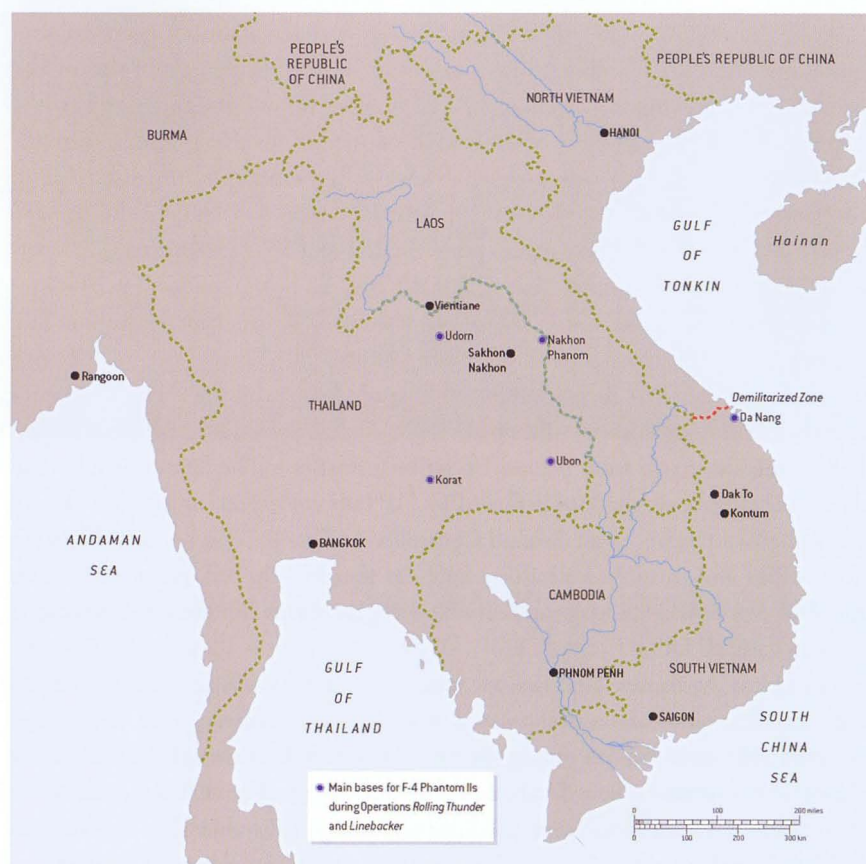 PEOPLE'S
REPUBLIC
OF CHINA
PEOPLE'S REPUBLIC OF CHINA
NORTH VIETNAM
BURMA
HANOI
LAOS
GULF
OF
TONKIN
Hainan
Vientiane
Udorn
Nakhon
Phanom
Sakhon
Nakhon
Rangoon
THAILAND
Demilitarized Zone
Da Nang
Ubon
Korat
Dak To
Kontum
ANDAMAN
SEA
BANGKOK
CAMBODIA
GULF
OF
THAILAND
PHNOM PENH
SOUTH VIETNAM
SAIGON
SOUTH
CHINA
SEA
Main bases for F-4 Phantom IIs
during Operations Rolling Thunder
and Linebacker
0 100 200 miles
0 100 200 300 km